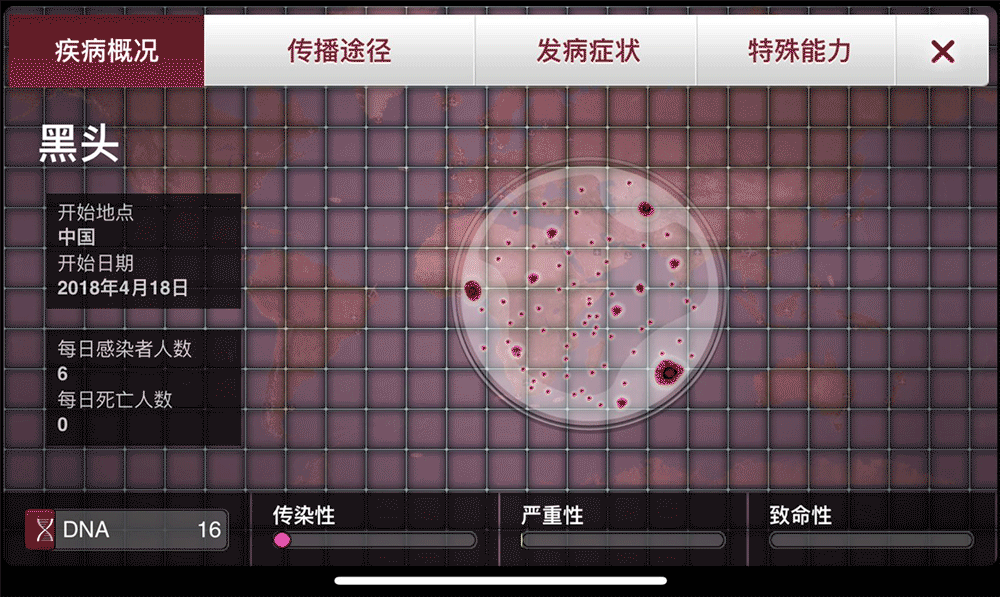 疾病概况
传播途径
发病症状
特殊能力
黑头
开始地点
中国
开始日期
2018年4月18日
每日感染者人数
6
每日死亡人数
0
DNA 16
传染性
严重性
致命性